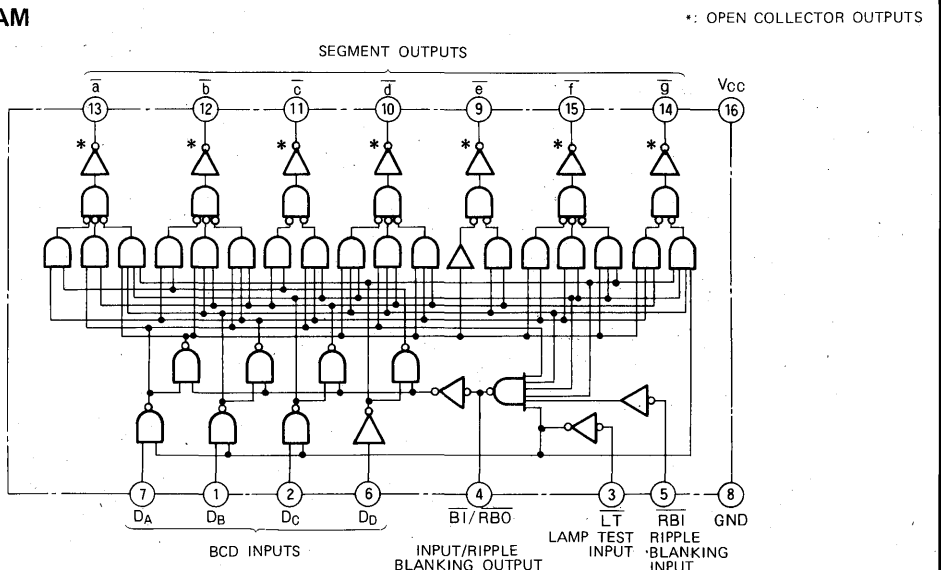 AM
*: OPEN COLLECTOR OUTPUTS
SEGMENT OUTPUTS
a b c d e f g VCC
13 12 11 10 9 15 14 16
* * * * * * *
7 1 2 6 4 3 5 8
DA DB DC DD BI/RBO LT RBI GND
BCD INPUTS
INPUT/RIPPLE
BLANKING OUTPUT
LAMP TEST
INPUT
RIPPLE
BLANKING
INPUT